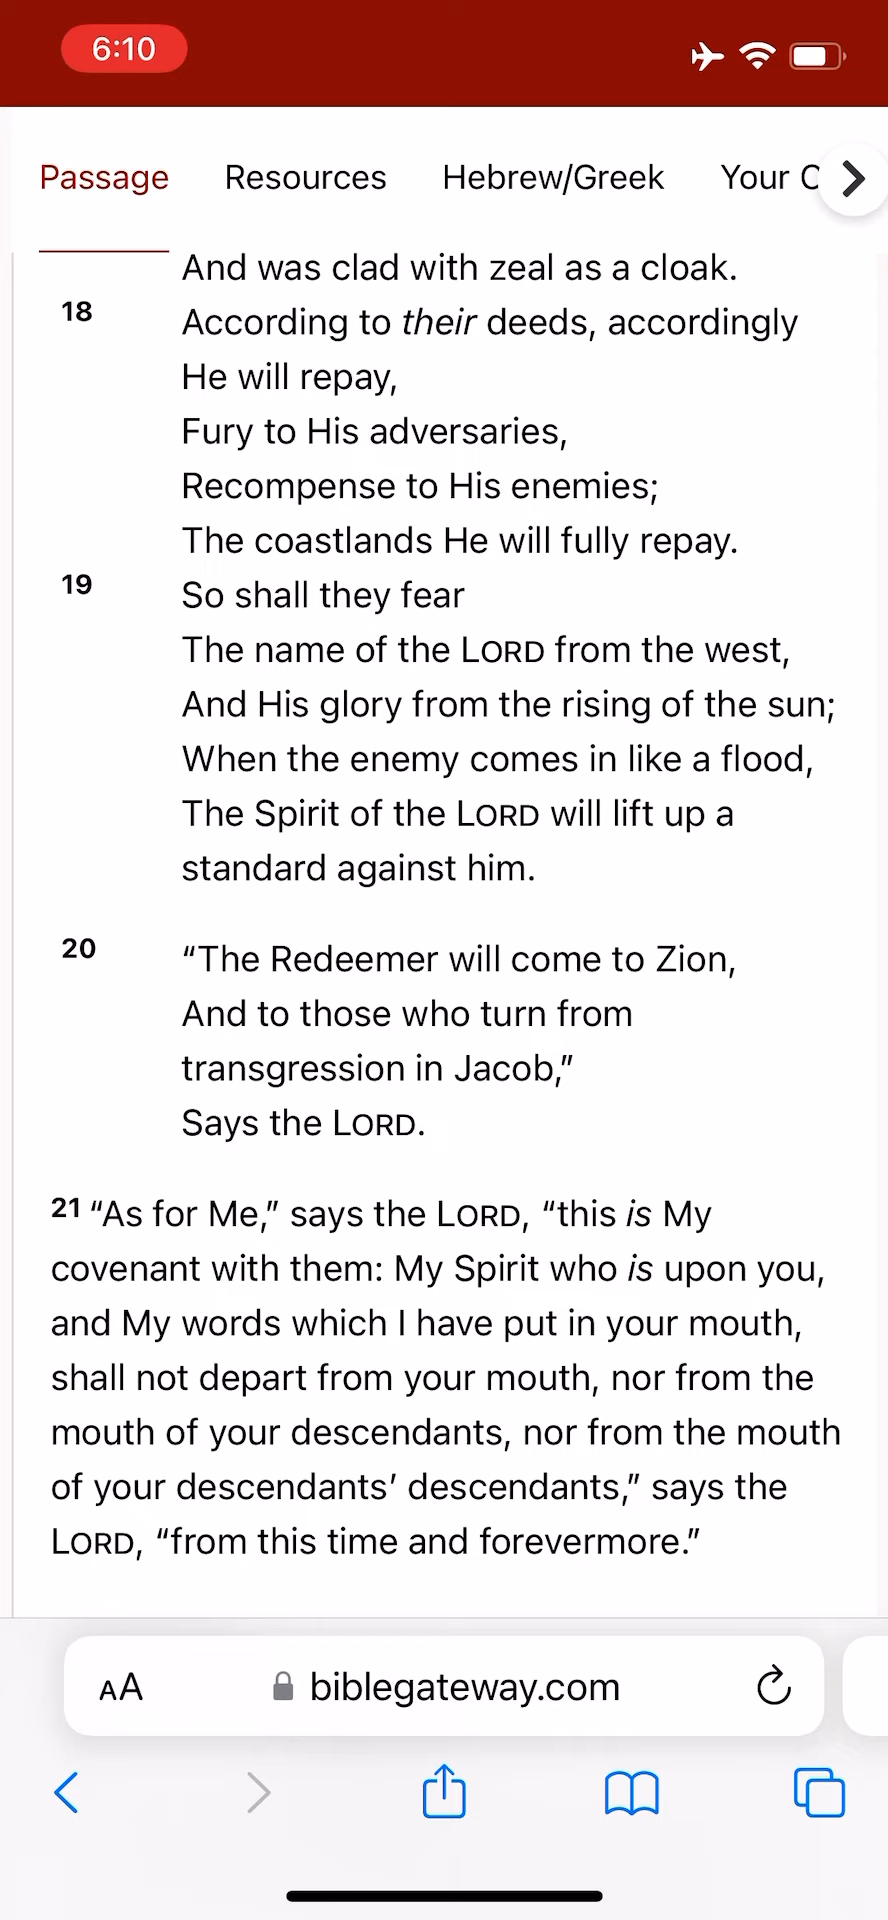 6:10
Passage Resources Hebrew/Greek Your C
And was clad with zeal as a cloak.
18 According to their deeds, accordingly
He will repay,
Fury to His adversaries,
Recompense to His enemies;
The coastlands He will fully repay.
19 So shall they fear
The name of the LORD from the west,
And His glory from the rising of the sun;
When the enemy comes in like a flood,
The Spirit of the LORD will lift up a
standard against him.
20 “The Redeemer will come to Zion,
And to those who turn from
transgression in Jacob,”
Says the LORD.
21 “As for Me,” says the LORD, “this is My
covenant with them: My Spirit who is upon you,
and My words which I have put in your mouth,
shall not depart from your mouth, nor from the
mouth of your descendants, nor from the mouth
of your descendants’ descendants,” says the
LORD, “from this time and forevermore.”
AA biblegateway.com